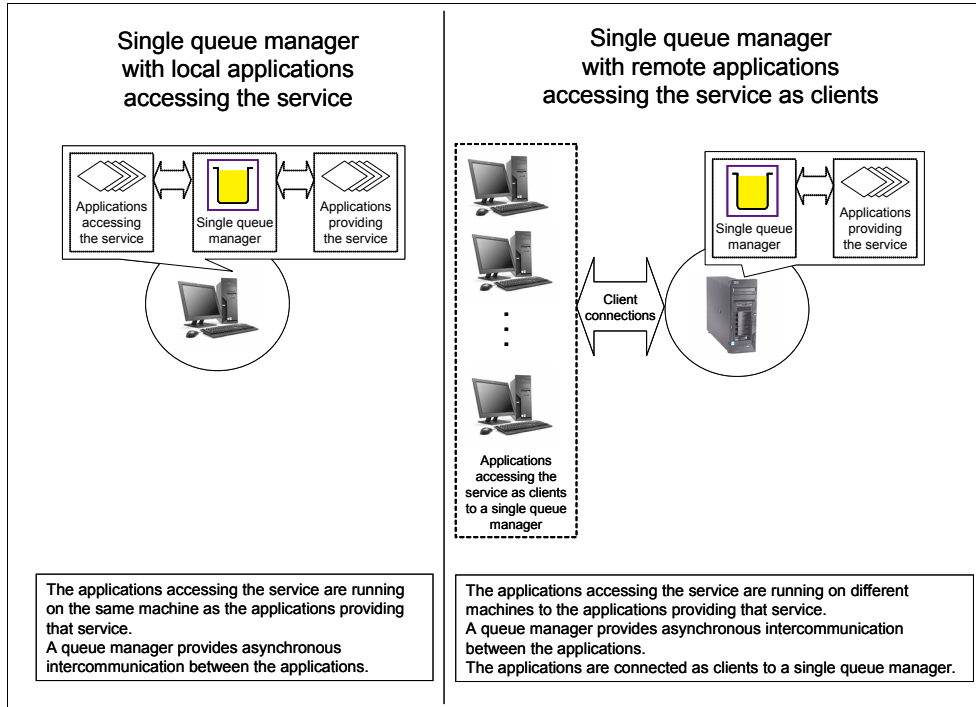 Single queue manager
with local applications
accessing the service
Applications
accessing
the service
Single queue
manager
Applications
providing
the service
The applications accessing the service are running
on the same machine as the applications providing
that service.
A queue manager provides asynchronous
intercommunication between the applications.
Single queue manager
with remote applications
accessing the service as clients
Applications
accessing the
service as clients
to a single queue
manager
Client
connections
Single queue
manager
Applications
providing
the service
The applications accessing the service are running on different
machines to the applications providing that service.
A queue manager provides asynchronous intercommunication
between the applications.
The applications are connected as clients to a single queue manager.